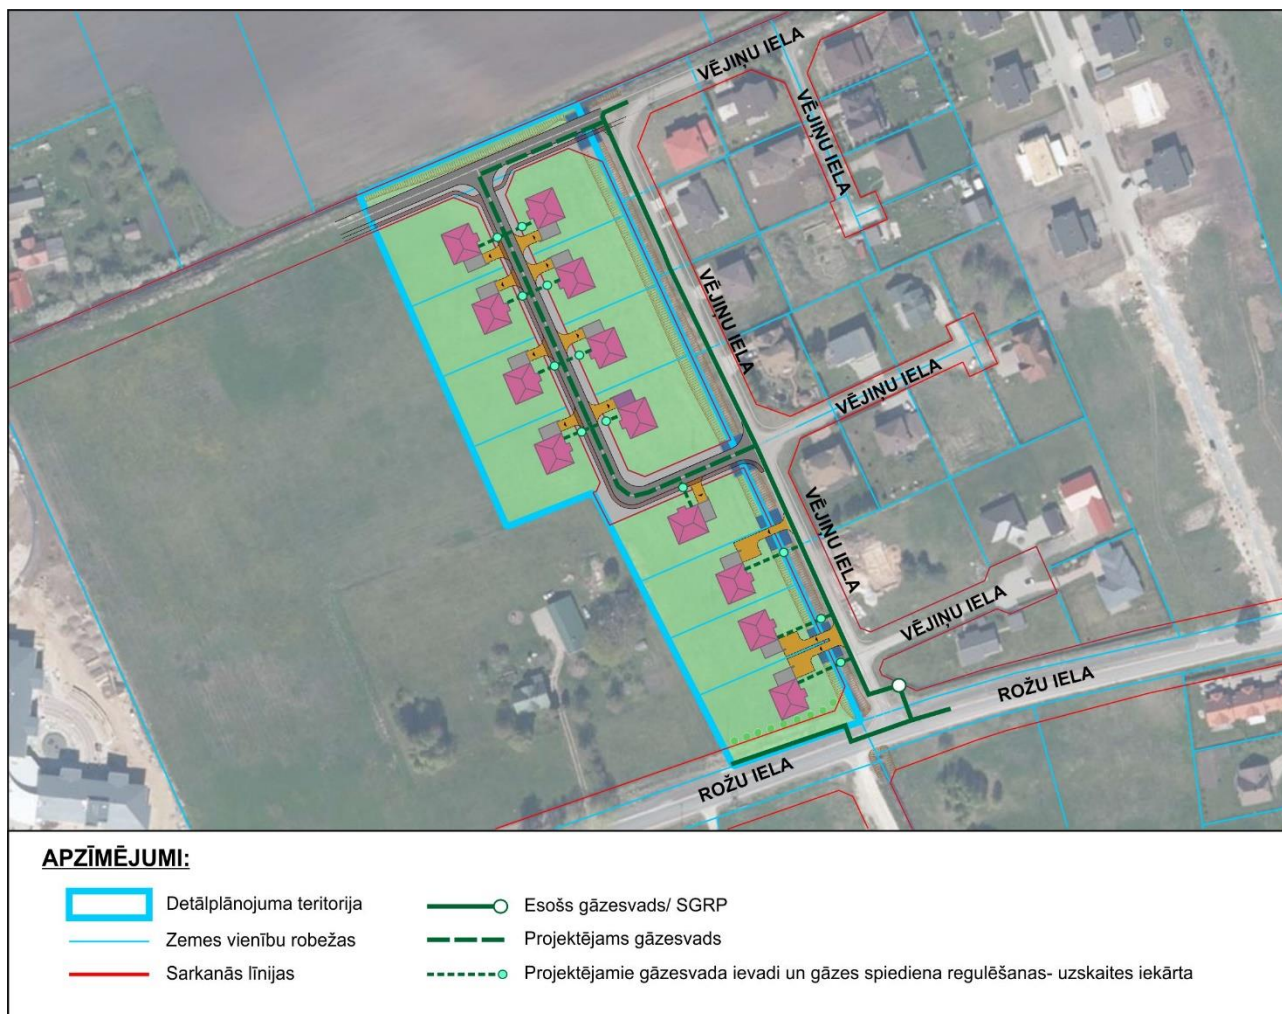 VĒJIŅU IELA
VĒJIŅU IELA
VĒJIŅU IELA
VĒJIŅU IELA
VĒJIŅU IELA
VĒJIŅU IELA
VĒJIŅU IELA
ROŽU IELA
ROŽU IELA
APZĪMĒJUMI:
Detālplānojuma teritorija
Zemes vienību robežas
Sarkanās līnijas
Esošs gāzesvads/ SGRP
Projektējams gāzesvads
Projektējamie gāzesvada ievadi un gāzes spiediena regulēšanas- uzskaites iekārta